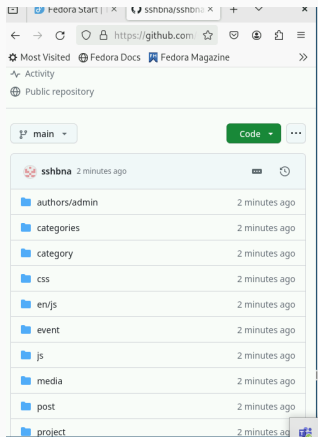 Fedora Start
sshbna/sshbna
https://github.com
Most Visited
Fedora Docs
Fedora Magazine
Activity
Public repository
main
Code
sshbna 2 minutes ago
authors/admin 2 minutes ago
categories 2 minutes ago
category 2 minutes ago
css 2 minutes ago
en/js 2 minutes ago
event 2 minutes ago
js 2 minutes ago
media 2 minutes ago
post 2 minutes ago
project 2 minutes ag